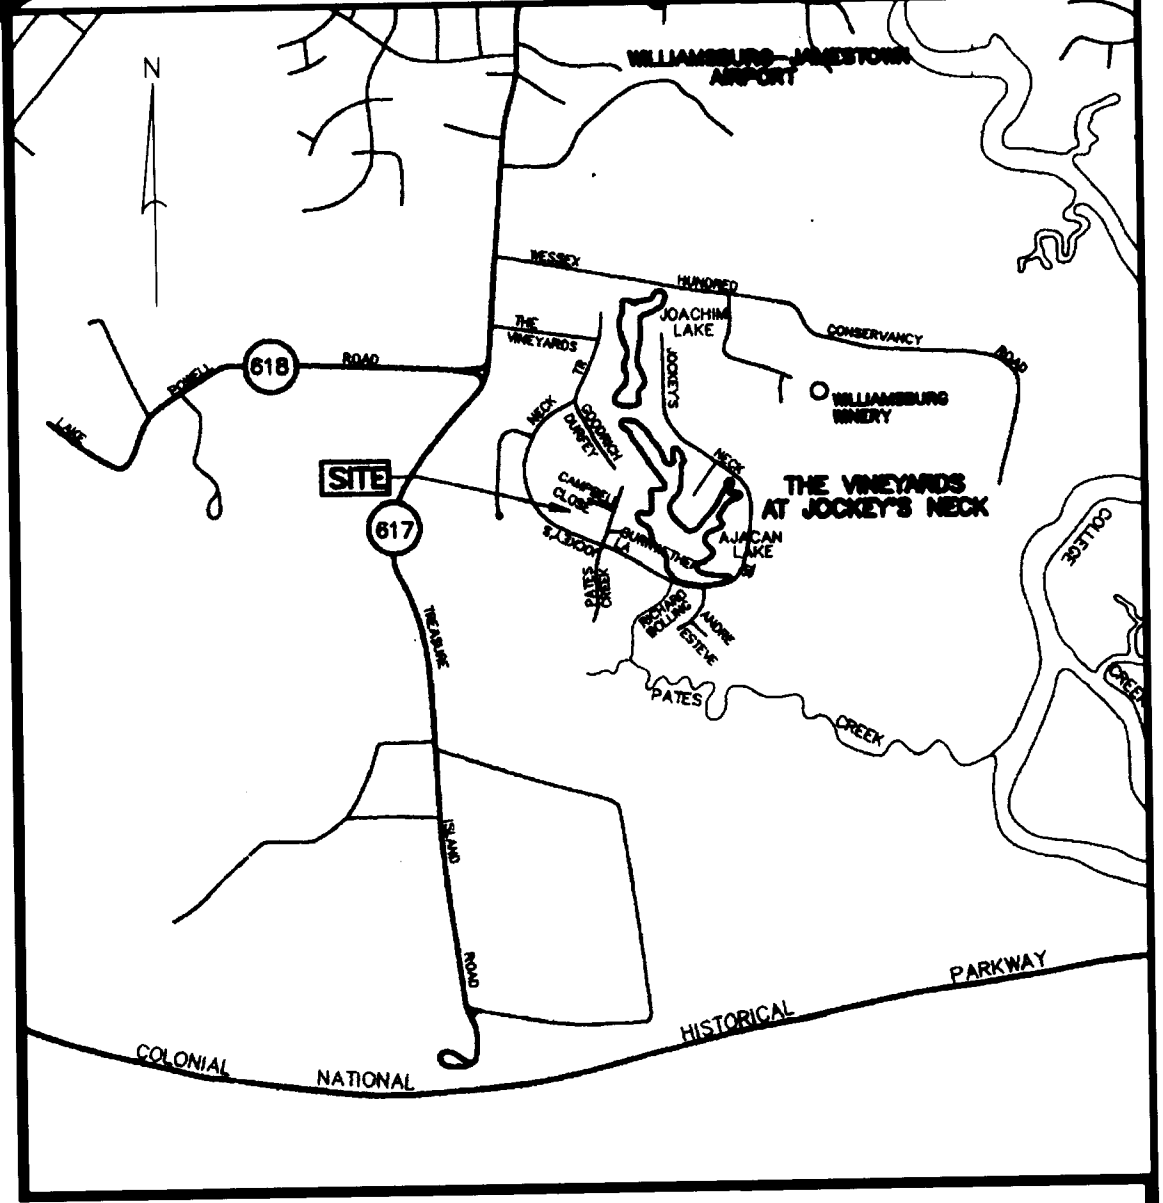 WILLIAMSBURG-JAMESTOWN
AIRPORT
N
WESSEX
HUNDRED
JOACHIM
LAKE
THE
VINEYARDS
TR
CONSERVANCY
ROAD
618
ROAD
POWELL
LAKE
JOCKEY'S
NECK
WILLIAMSBURG
WINERY
NECK
GOODRICH
DURFEY
SITE
CAMPBELL
CLOSE
THE VINEYARDS
AT JOCKEY'S NECK
617
JOCKEY'S
LA
AJACAN
LAKE
COLLEGE
PATES
CREEK
RICHARD
BOLLING
ANDRE
ESTEVE
TREASURE
CREEK
PATES
CREEK
ISLAND
ROAD
COLONIAL
NATIONAL
HISTORICAL
PARKWAY